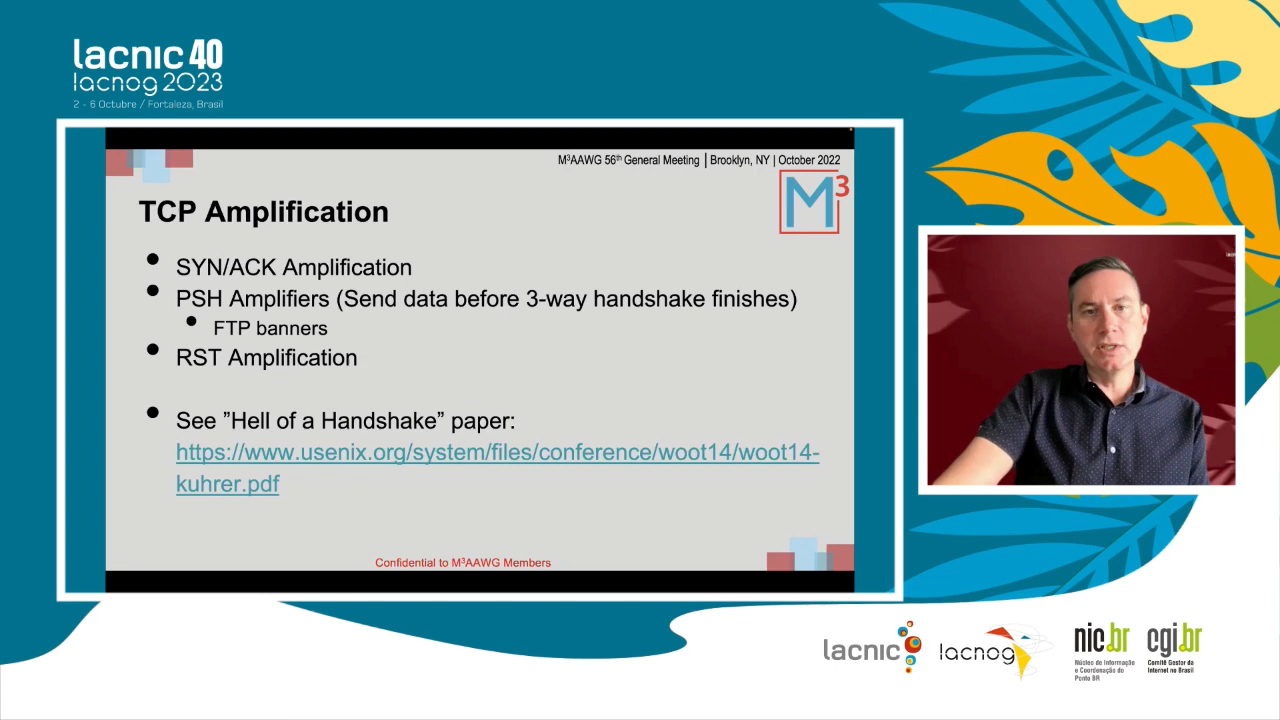 lacnic 40
lacnog 2023
2 - 6 Octubre / Fortaleza, Brasil
M³AAWG 56th General Meeting | Brooklyn, NY | October 2022
M3
TCP Amplification
• SYN/ACK Amplification
• PSH Amplifiers (Send data before 3-way handshake finishes)
• FTP banners
• RST Amplification
• See ”Hell of a Handshake” paper:
https://www.usenix.org/system/files/conference/woot14/woot14-
kuhrer.pdf
Confidential to M³AAWG Members
lacnic
lacnog
nic.br
Núcleo de Informação
e Coordenação do
Ponto BR
cgi.br
Comitê Gestor da
Internet no Brasil